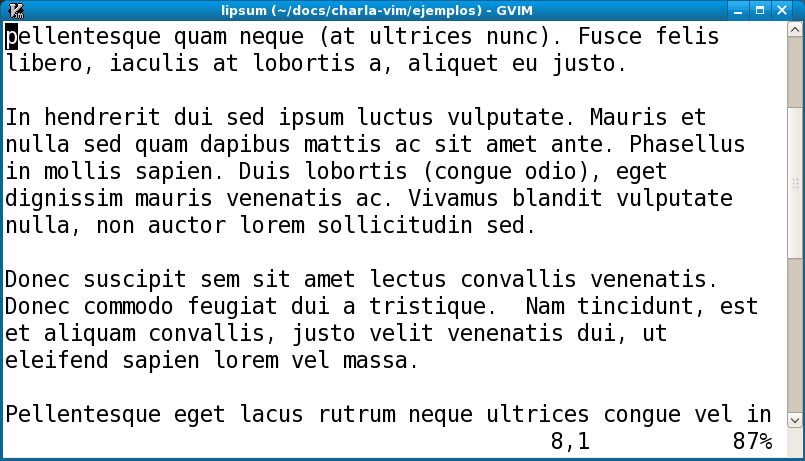 lipsum (~/docs/charla-vim/ejemplos) - GVIM
pellentesque quam neque (at ultrices nunc). Fusce felis
libero, iaculis at lobortis a, aliquet eu justo.
In hendrerit dui sed ipsum luctus vulputate. Mauris et
nulla sed quam dapibus mattis ac sit amet ante. Phasellus
in mollis sapien. Duis lobortis (congue odio), eget
dignissim mauris venenatis ac. Vivamus blandit vulputate
nulla, non auctor lorem sollicitudin sed.
Donec suscipit sem sit amet lectus convallis venenatis.
Donec commodo feugiat dui a tristique.  Nam tincidunt, est
et aliquam convallis, justo velit venenatis dui, ut
eleifend sapien lorem vel massa.
Pellentesque eget lacus rutrum neque ultrices congue vel in
8,1 87%